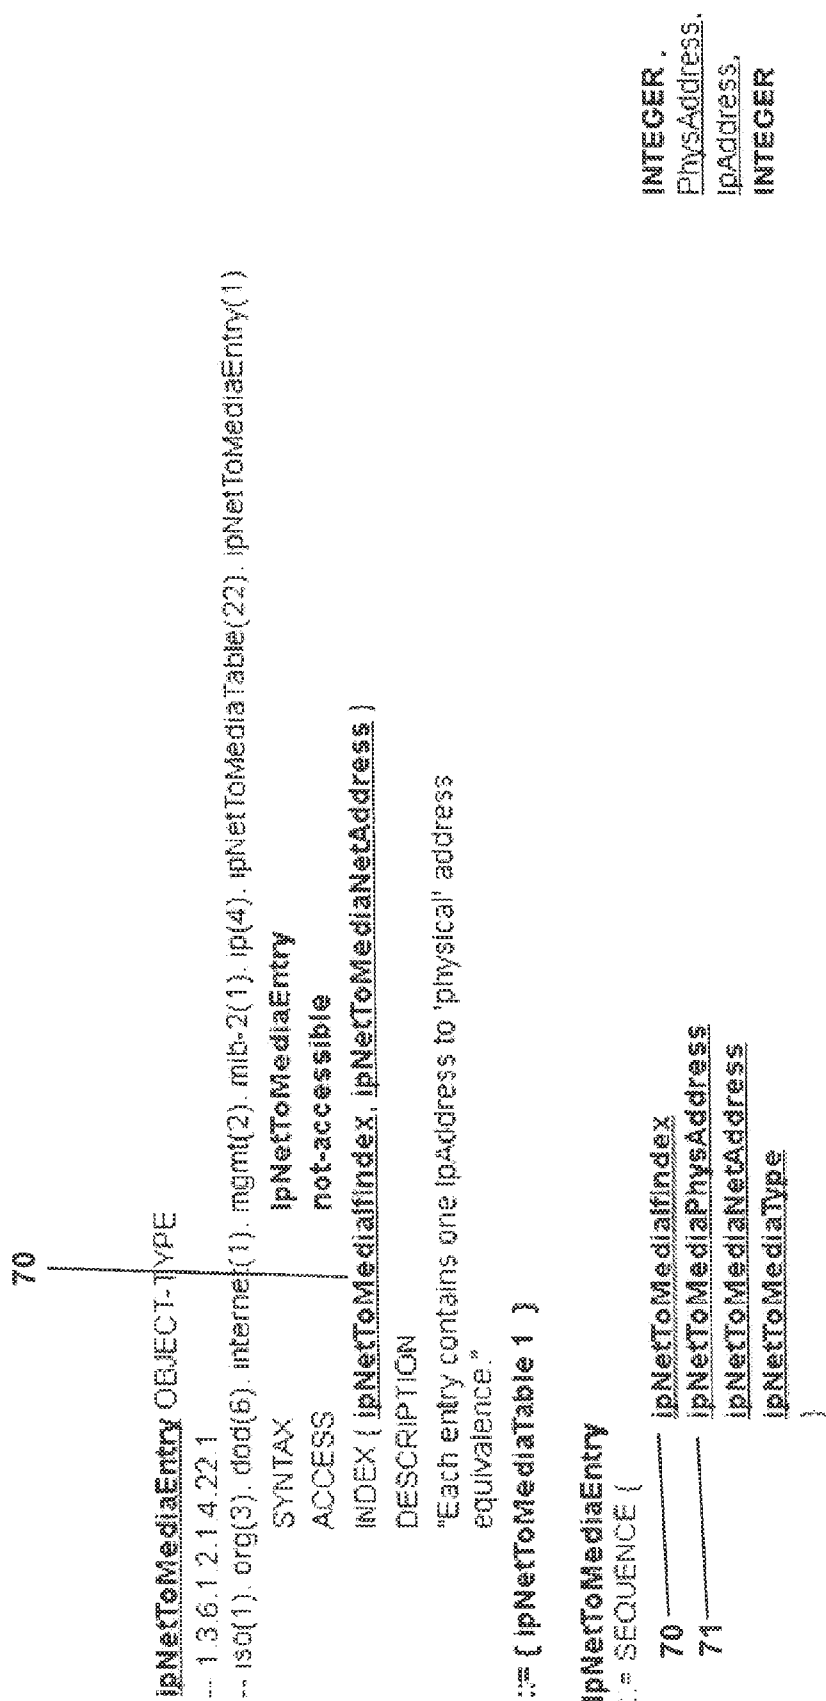 70
ipNetToMediaEntry OBJECT-TYPE
-- 1.3.6.1.2.1.4.22.1
-- iso(1). org(3). dod(6). internet(1). mgmt(2). mib-2(1). ip(4). ipNetToMediaTable(22). ipNetToMediaEntry(1)
SYNTAX ipNetToMediaEntry
ACCESS not-accessible
INDEX { ipNetToMediaIfIndex, ipNetToMediaNetAddress }
DESCRIPTION
"Each entry contains one IpAddress to 'physical' address
equivalence."
::= { ipNetToMediaTable 1 }
ipNetToMediaEntry
::= SEQUENCE {
70 ipNetToMediaIfIndex INTEGER ,
71 ipNetToMediaPhysAddress PhysAddress,
ipNetToMediaNetAddress IpAddress,
ipNetToMediaType INTEGER
}